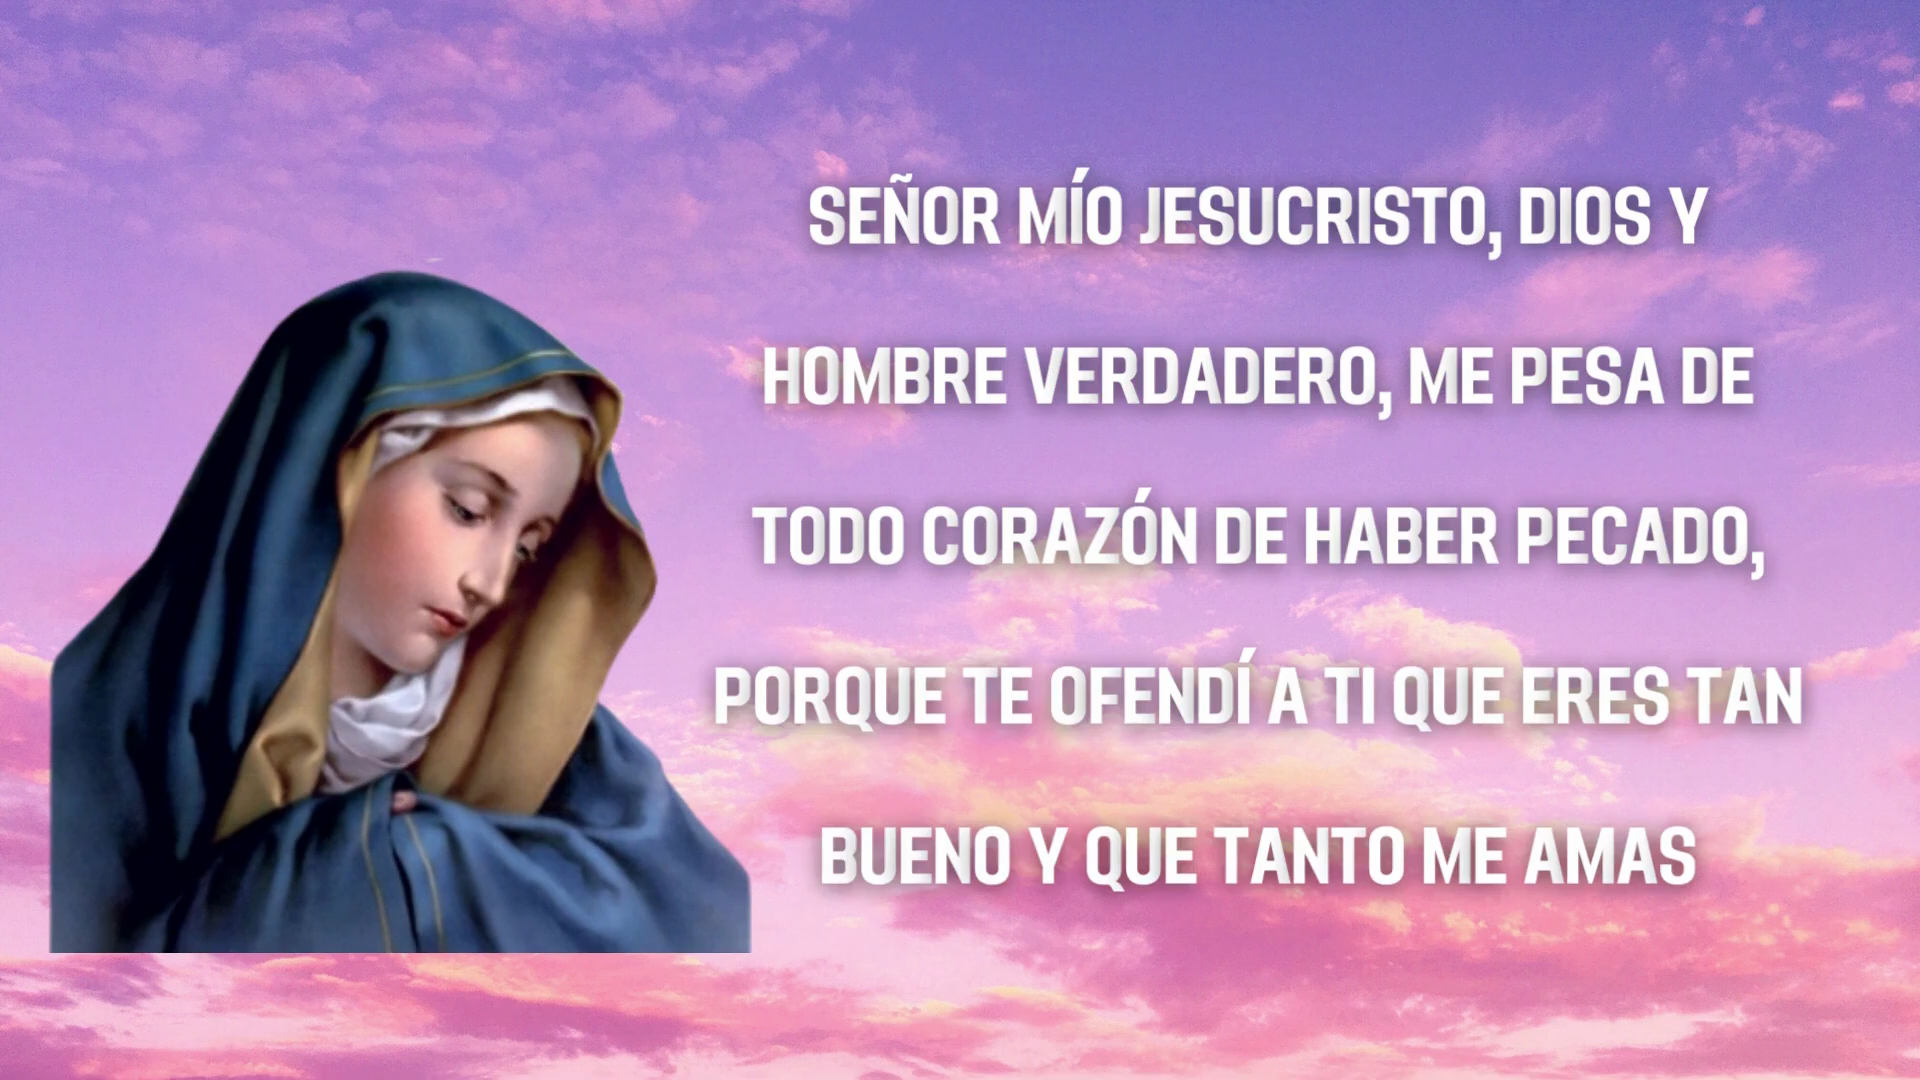 SEÑOR MÍO JESUCRISTO, DIOS Y
HOMBRE VERDADERO, ME PESA DE
TODO CORAZÓN DE HABER PECADO,
PORQUE TE OFENDÍ A TI QUE ERES TAN
BUENO Y QUE TANTO ME AMAS